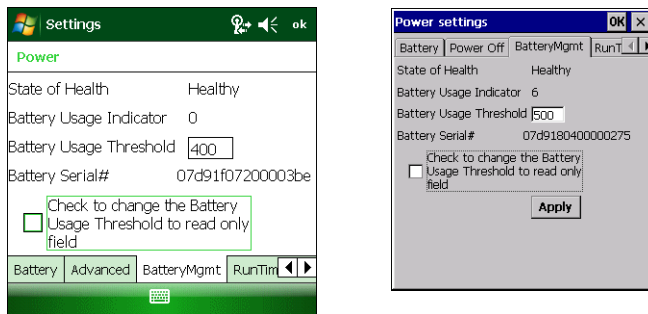 Settings
ok
Power
State of Health Healthy
Battery Usage Indicator 0
Battery Usage Threshold 400
Battery Serial# 07d91f07200003be
Check to change the Battery
Usage Threshold to read only
field
Battery Advanced BatteryMgmt RunTim
Power settings OK ×
Battery Power Off BatteryMgmt RunT
State of Health Healthy
Battery Usage Indicator 6
Battery Usage Threshold 500
Battery Serial# 07d9180400000275
Check to change the Battery
Usage Threshold to read only
field
Apply